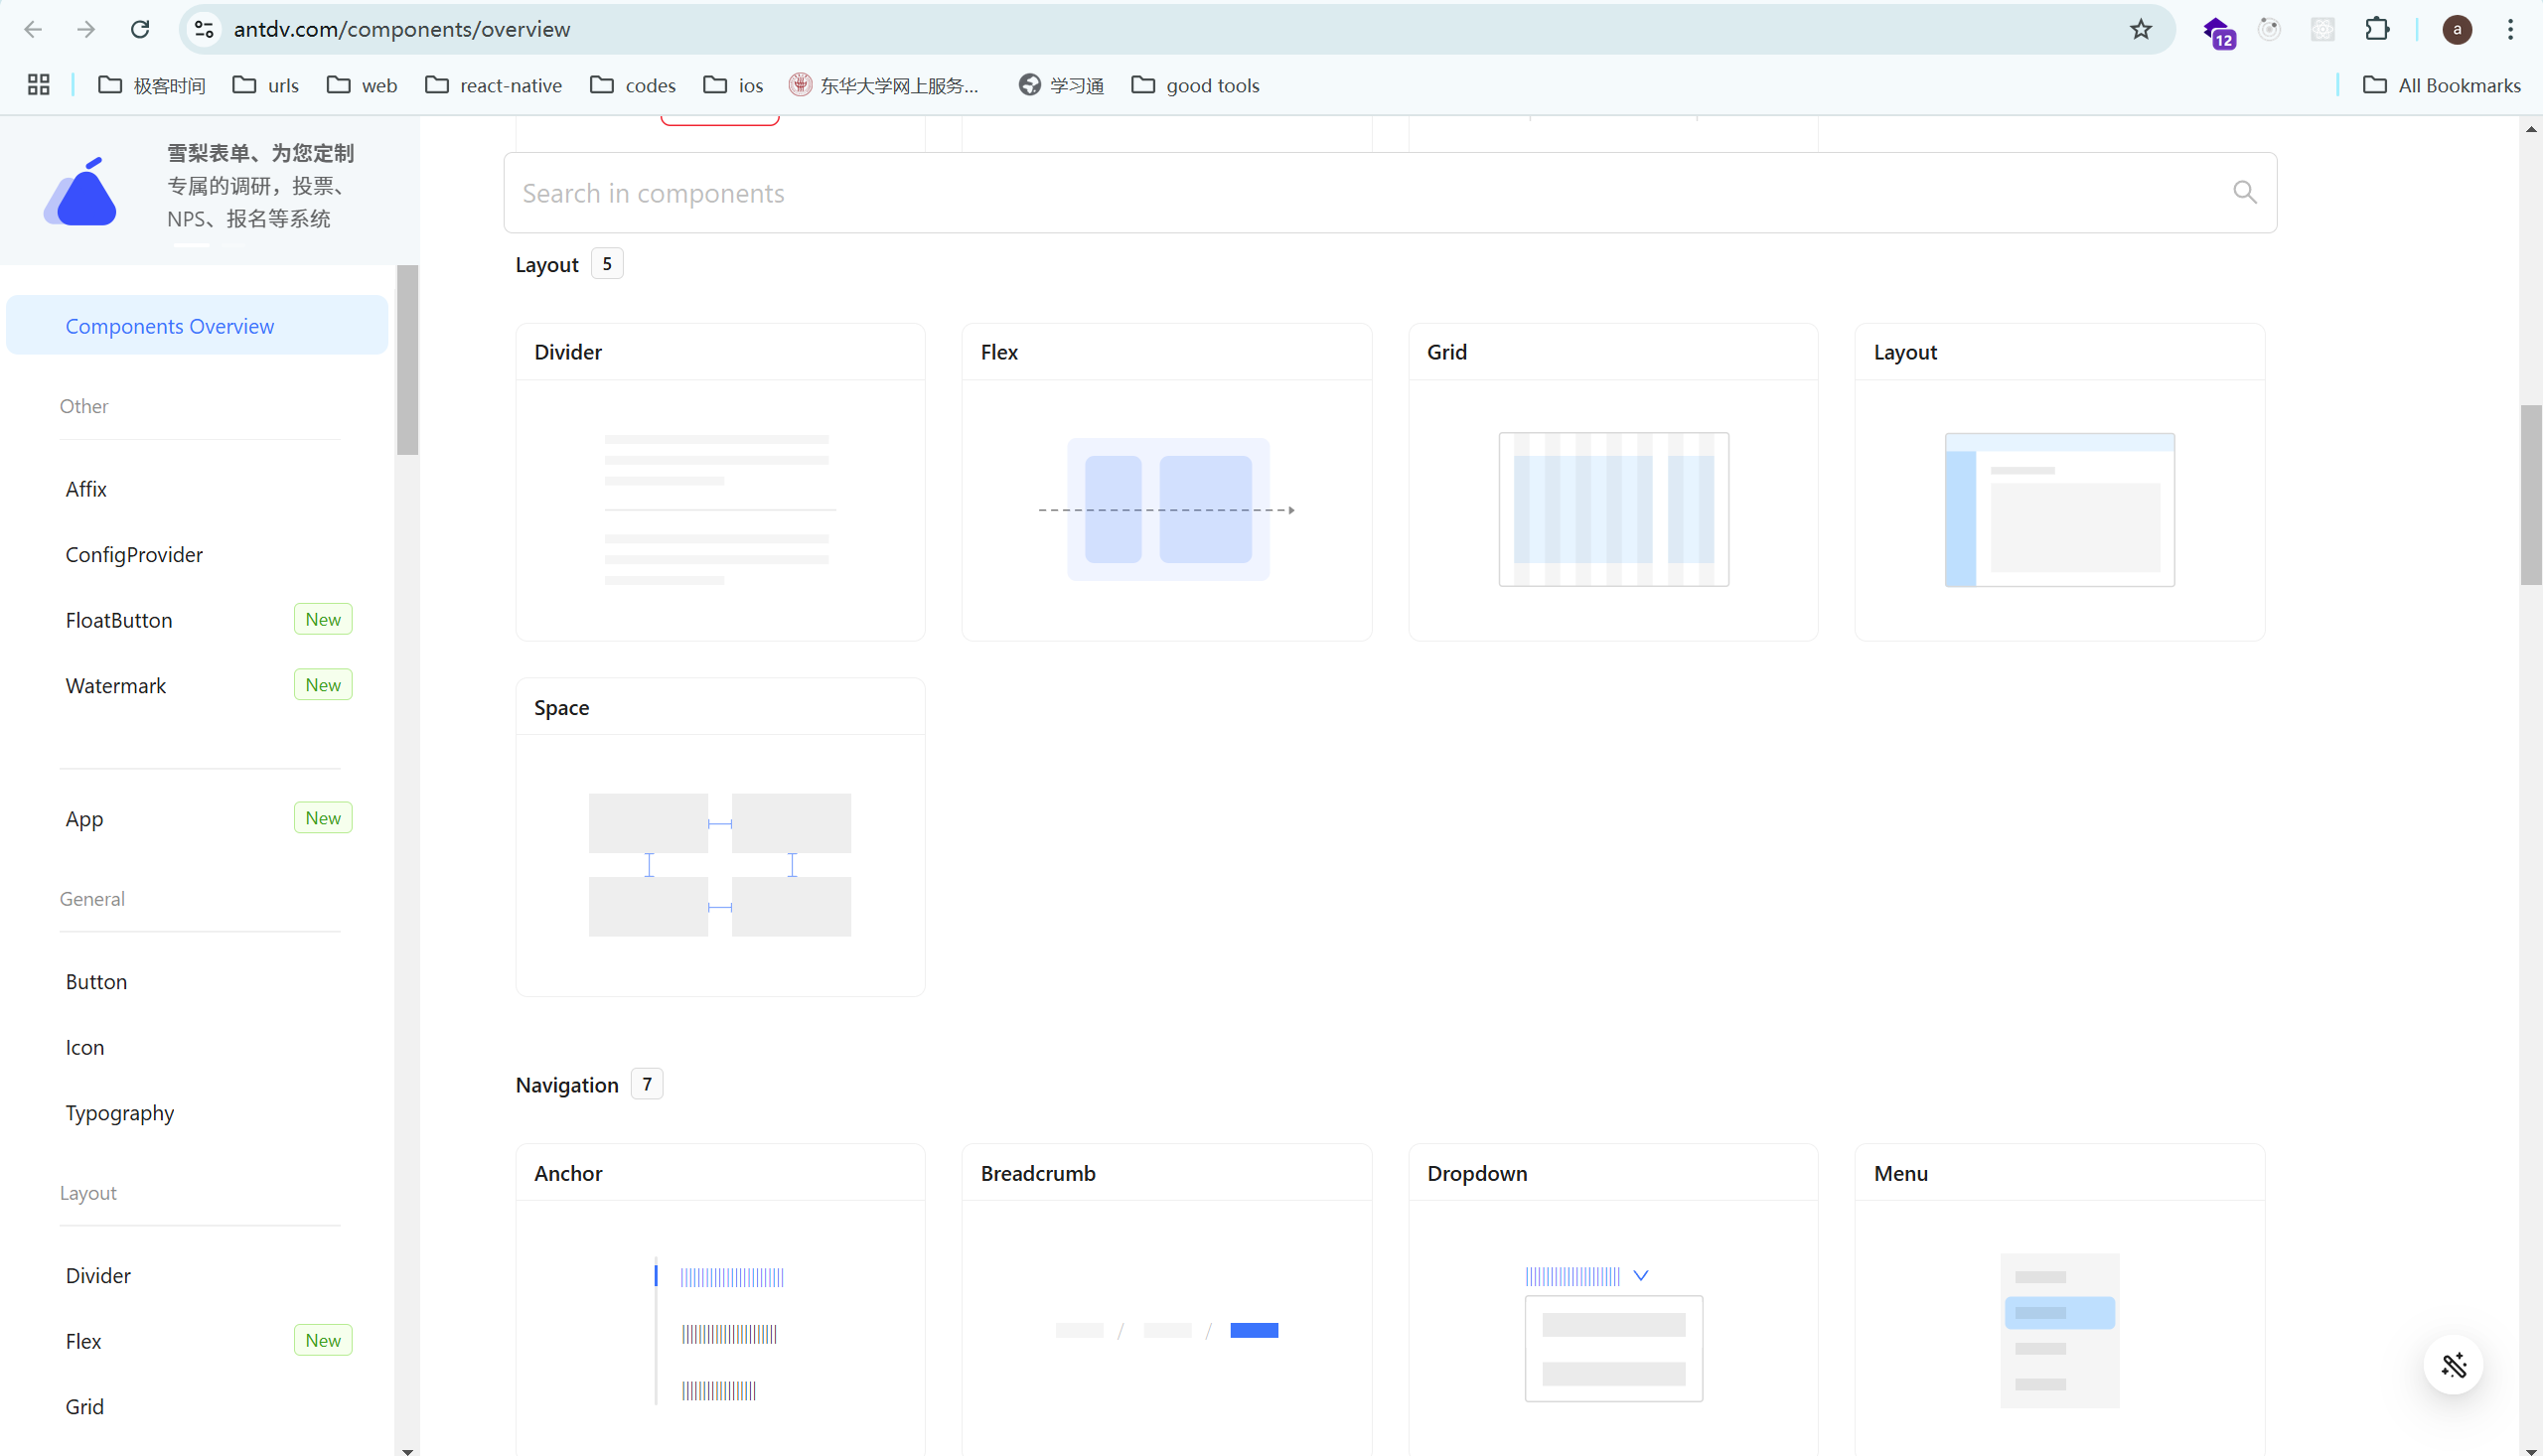 antdv.com/components/overview
12
a
极客时间
urls
web
react-native
codes
ios
东华大学网上服务...
学习通
good tools
All Bookmarks
雪梨表单、为您定制
专属的调研，投票、
NPS、报名等系统
Components Overview
Other
Affix
ConfigProvider
FloatButton New
Watermark New
App New
General
Button
Icon
Typography
Layout
Divider
Flex New
Grid
Search in components
Layout 5
Divider
Flex
Grid
Layout
Space
Navigation 7
Anchor
Breadcrumb
Dropdown
Menu